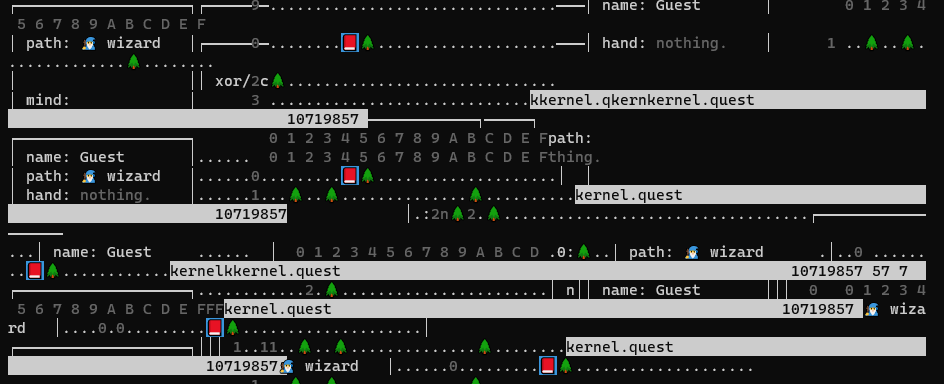 9 ........................ name: Guest 0 1 2 3 4
5 6 7 8 9 A B C D E F
path: 🧙 wizard 0........📕🌲..................... hand: nothing. 1 ..🌲...🌲.
.............🌲........
xor/2c🌲..............................
mind: 3 ............................kkernel.qkernkernel.quest
10719857
0 1 2 3 4 5 6 7 8 9 A B C D E Fpath:
name: Guest ...... 0 1 2 3 4 5 6 7 8 9 A B C D E Fthing.
path: 🧙 wizard ......0........📕🌲.....................
hand: nothing. ......1...🌲...🌲...............🌲..........kernel.quest
10719857 .:2n🌲2.🌲..................................
...| name: Guest ...... 0 1 2 3 4 5 6 7 8 9 A B C D .0:🌲..| path: 🧙 wizard . ..0 ......
..📕🌲............kernelkkernel.quest 10719857 57 7
............2.🌲........................| n| name: Guest 0 0 1 2 3 4
5 6 7 8 9 A B C D E FFFkernel.quest 10719857 🧙 wiza
rd |....0.0.........📕🌲.....................
1..11...🌲...🌲...............🌲.........kernel.quest
10719857🧙 wizard |......0.........📕🌲....................
1 🌲 🌲 🌲